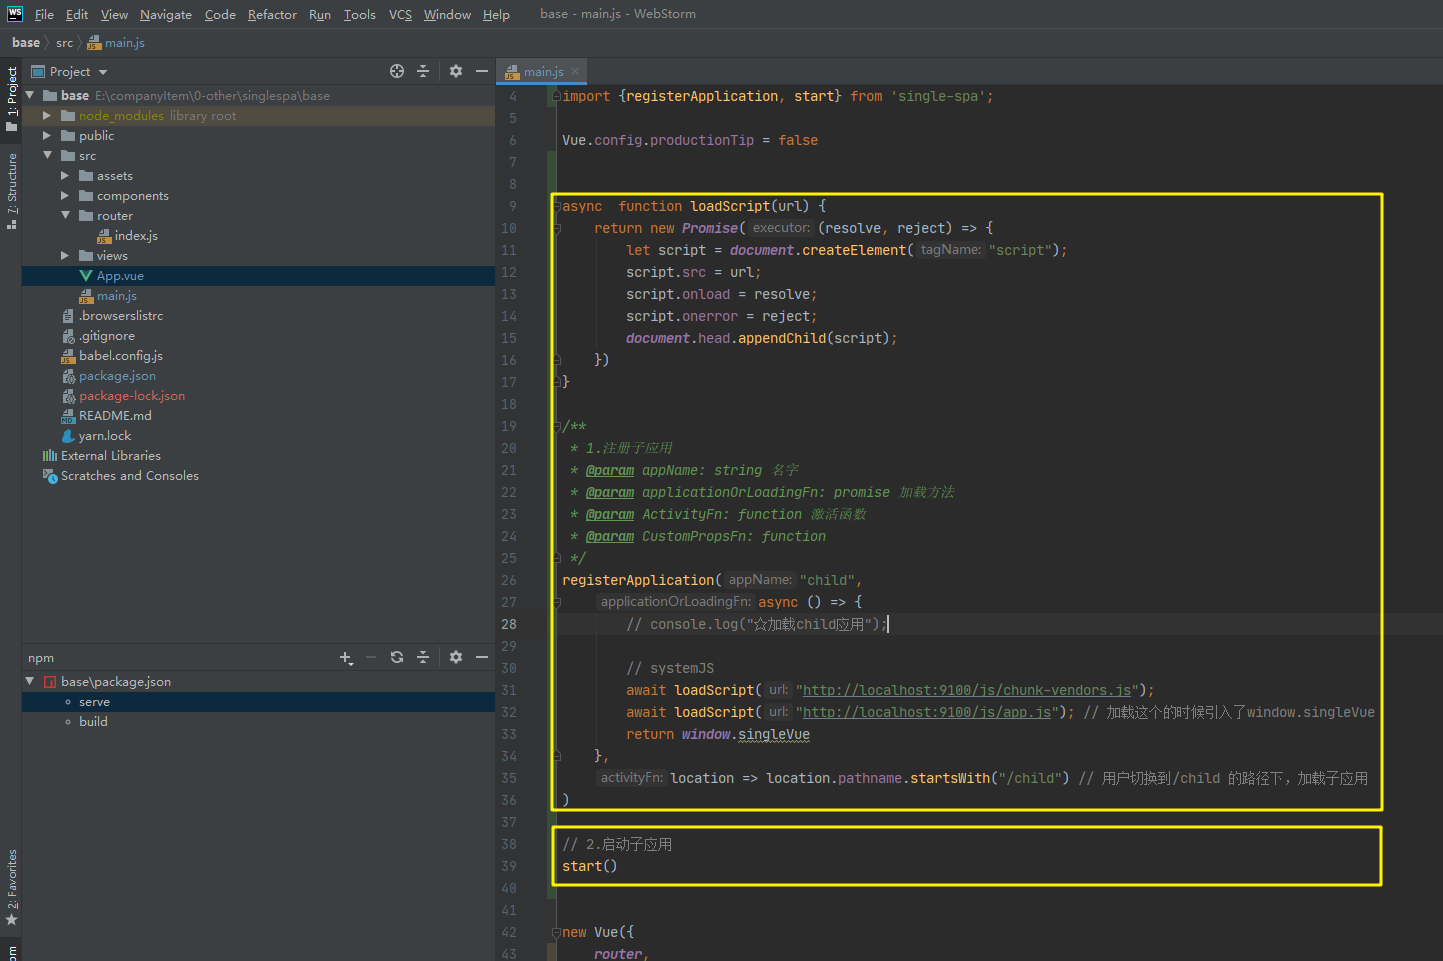 WS File Edit View Navigate Code Refactor Run Tools VCS Window Help base - main.js - WebStorm
base src main.js
1: Project
7: Structure
2: Favorites
Project
base E:\companyItem\0-other\singlespa\base
node_modules library root
public
src
assets
components
router
index.js
views
App.vue
main.js
.browserslistrc
.gitignore
babel.config.js
package.json
package-lock.json
README.md
yarn.lock
External Libraries
Scratches and Consoles
npm
base\package.json
serve
build
main.js
4 import {registerApplication, start} from 'single-spa';
5
6 Vue.config.productionTip = false
7
8
9 async  function loadScript(url) {
10 return new Promise( executor: (resolve, reject) => {
11 let script = document.createElement( tagName: "script");
12 script.src = url;
13 script.onload = resolve;
14 script.onerror = reject;
15 document.head.appendChild(script);
16 })
17 }
18
19 /**
20 * 1.注册子应用
21 * @param appName: string 名字
22 * @param applicationOrLoadingFn: promise 加载方法
23 * @param ActivityFn: function 激活函数
24 * @param CustomPropsFn: function
25 */
26 registerApplication( appName: "child",
27 applicationOrLoadingFn: async () => {
28 // console.log("☆加载child应用");
29
30 // systemJS
31 await loadScript( url: "http://localhost:9100/js/chunk-vendors.js");
32 await loadScript( url: "http://localhost:9100/js/app.js"); // 加载这个的时候引入了window.singleVue
33 return window.singleVue
34 },
35 activityFn: location => location.pathname.startsWith("/child") // 用户切换到/child 的路径下，加载子应用
36 )
37
38 // 2.启动子应用
39 start()
40
41
42 new Vue({
43 router,